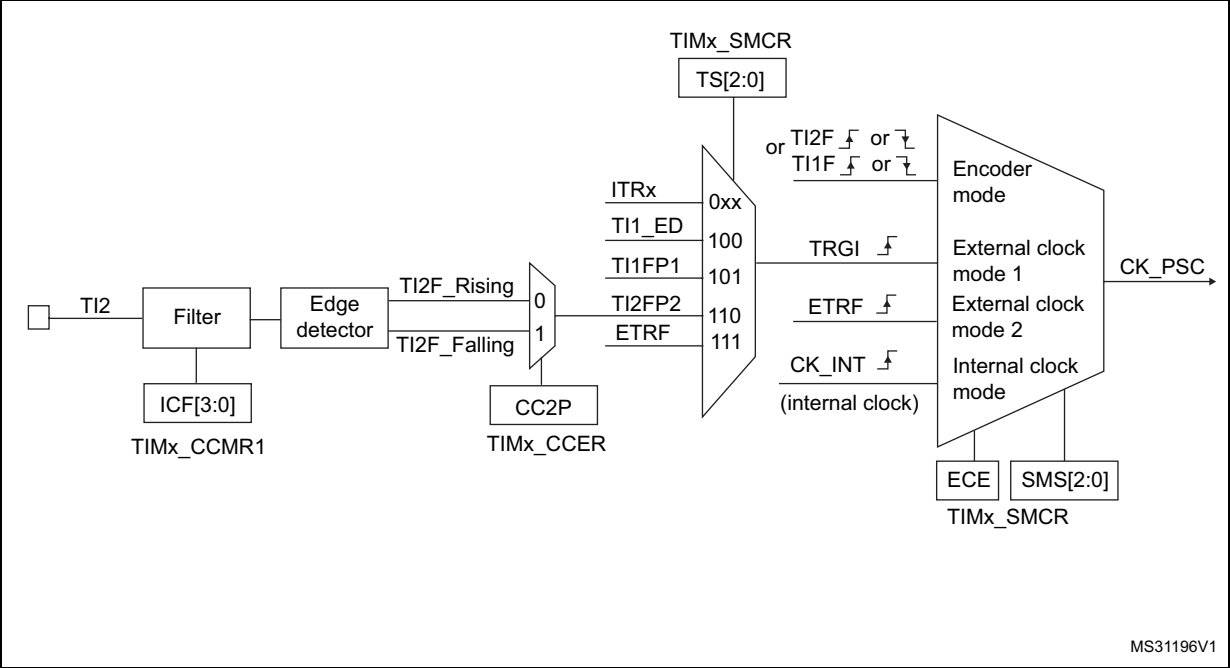 TIMx_SMCR
TS[2:0]
or TI2F or
TI1F or
Encoder
mode
ITRx
0xx
TI1_ED
100
TRGI
External clock
mode 1
CK_PSC
TI1FP1
101
TI2F_Rising
0
TI2
Filter
Edge
detector
TI2FP2
110
ETRF
External clock
mode 2
1
TI2F_Falling
ETRF
111
CK_INT
(internal clock)
Internal clock
mode
ICF[3:0]
TIMx_CCMR1
CC2P
TIMx_CCER
ECE
SMS[2:0]
TIMx_SMCR
MS31196V1